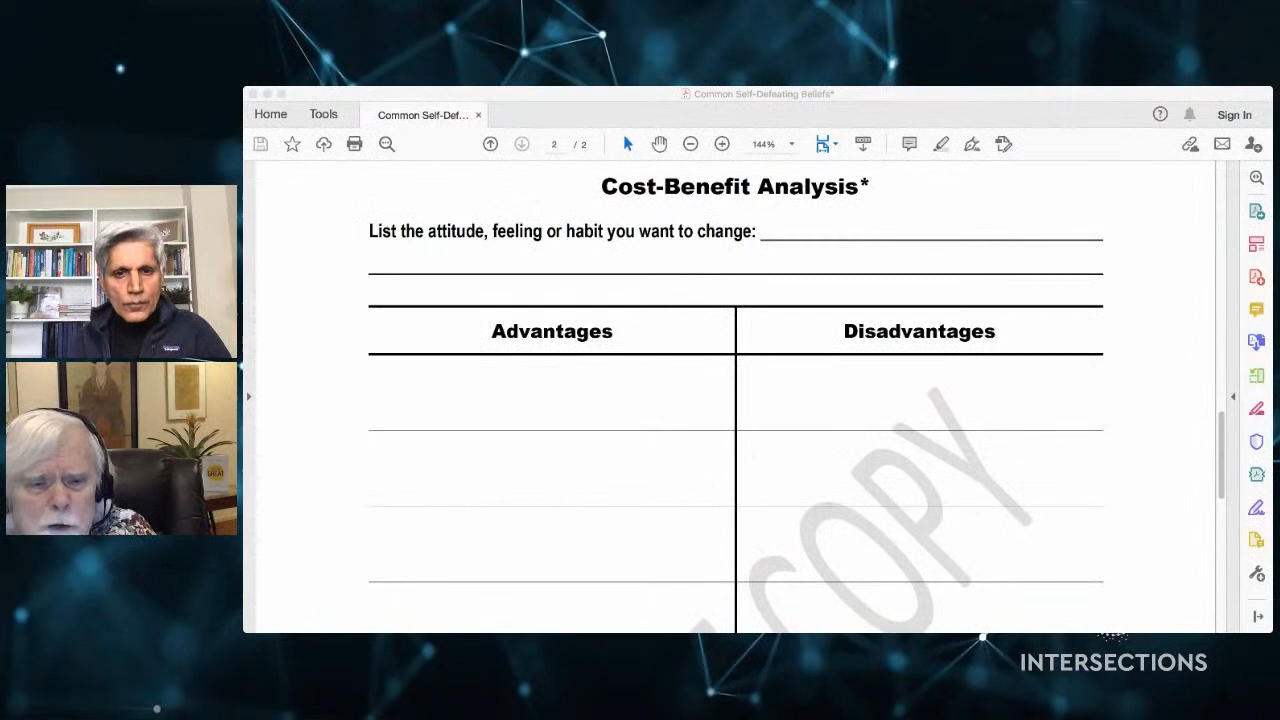 Common Self-Defeating Beliefs*
Home Tools Common Self-Def... × Sign In
2 / 2 144%
Cost-Benefit Analysis*
List the attitude, feeling or habit you want to change:
Advantages Disadvantages
COPY
GREAT
INTERSECTIONS